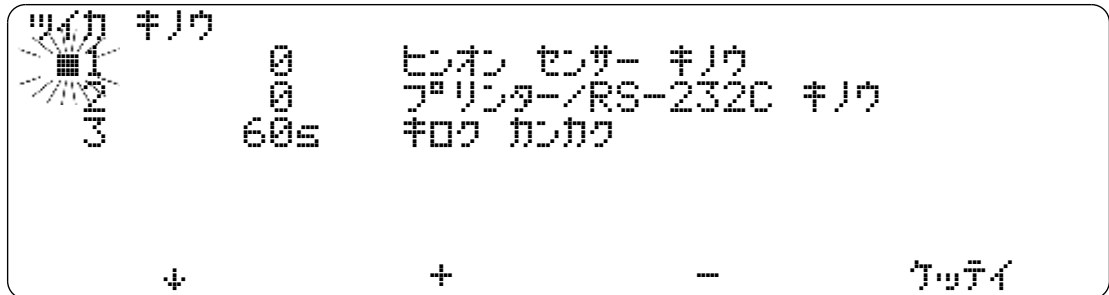 ツイカ キノウ
1 0 ヒンオン センサー キノウ
2 0 プリンター/RS-232C キノウ
3 60s キロク カンカク
↓ + - ケッテイ